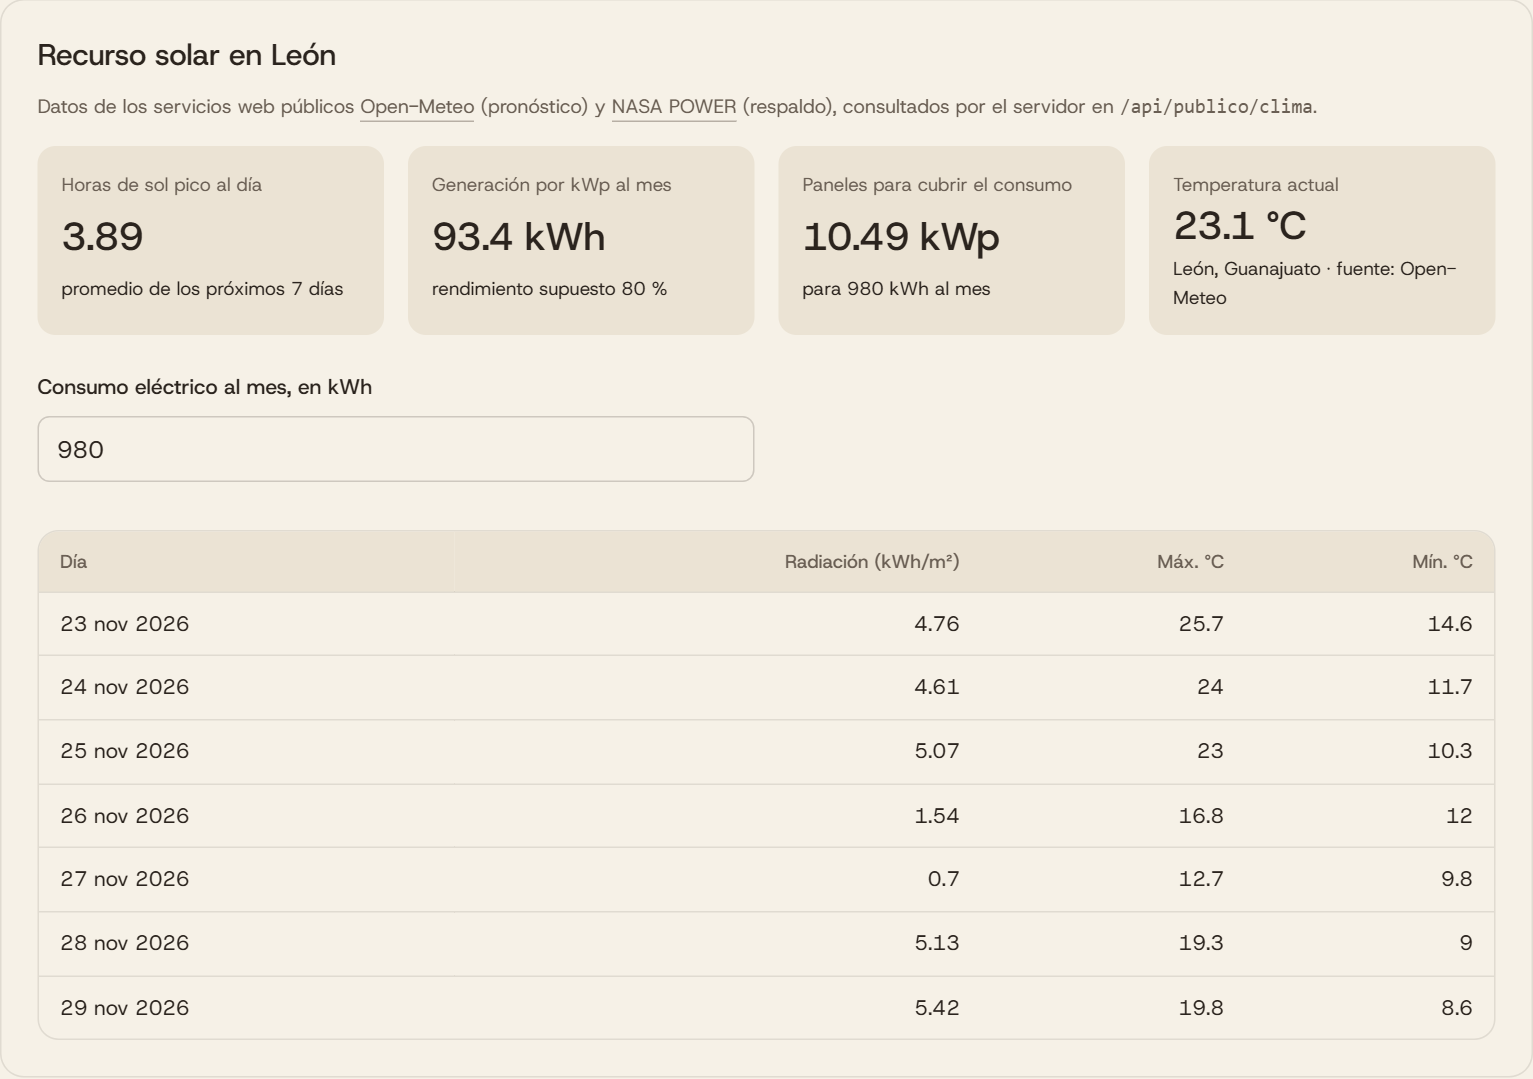 Recurso solar en León
Datos de los servicios web públicos Open-Meteo (pronóstico) y NASA POWER (respaldo), consultados por el servidor en /api/publico/clima.
Horas de sol pico al día
3.89
promedio de los próximos 7 días
Generación por kWp al mes
93.4 kWh
rendimiento supuesto 80 %
Paneles para cubrir el consumo
10.49 kWp
para 980 kWh al mes
Temperatura actual
23.1 °C
León, Guanajuato · fuente: Open-
Meteo
Consumo eléctrico al mes, en kWh
980
Día Radiación (kWh/m²) Máx. °C Mín. °C
23 nov 2026 4.76 25.7 14.6
24 nov 2026 4.61 24 11.7
25 nov 2026 5.07 23 10.3
26 nov 2026 1.54 16.8 12
27 nov 2026 0.7 12.7 9.8
28 nov 2026 5.13 19.3 9
29 nov 2026 5.42 19.8 8.6